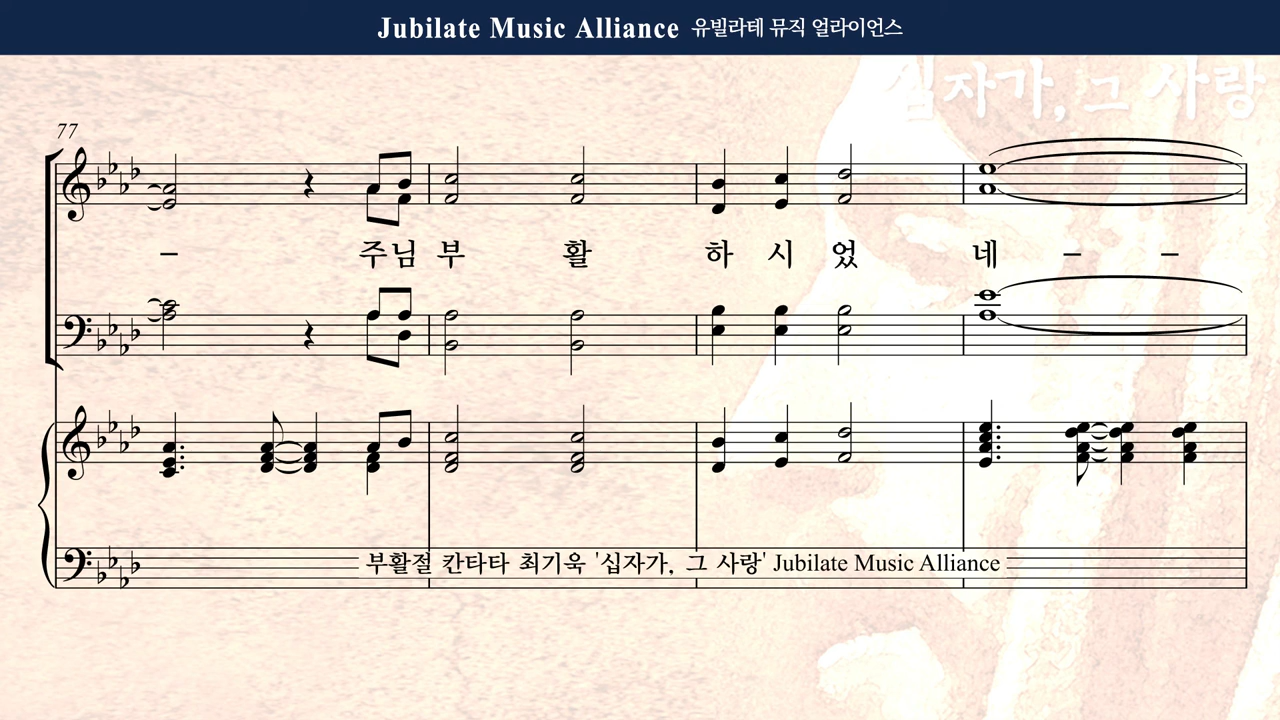 Jubilate Music Alliance 유빌라테 뮤직 얼라이언스
십자가, 그 사랑
77
– 주님 부 활 하 시 었 네 – –
부활절 칸타타 최기욱 '십자가, 그 사랑' Jubilate Music Alliance